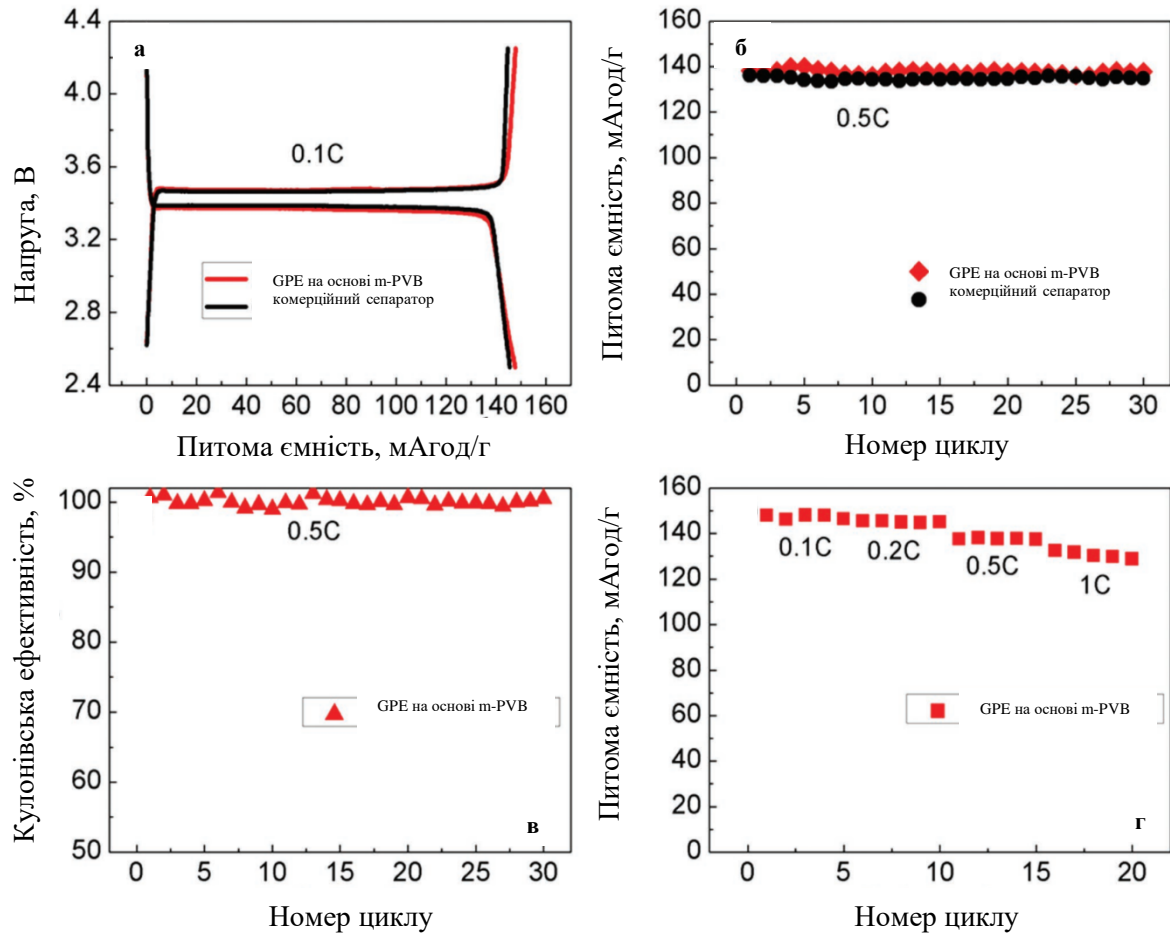 а
Напруга, В
4.4
4.0
3.6
3.2
2.8
2.4
0.1C
GPE на основі m-PVB
комерційний сепаратор
0 20 40 60 80 100 120 140 160
Питома ємність, мАгод/г
б
Питома ємність, мАгод/г
160
140
120
100
80
60
40
20
0
0.5C
GPE на основі m-PVB
комерційний сепаратор
0 5 10 15 20 25 30
Номер циклу
Кулонівська ефективність, %
100
90
80
70
60
50
0.5C
GPE на основі m-PVB
в
0 5 10 15 20 25 30
Номер циклу
Питома ємність, мАгод/г
160
140
120
100
80
60
40
20
0
0.1C
0.2C
0.5C
1C
GPE на основі m-PVB
г
0 5 10 15 20
Номер циклу